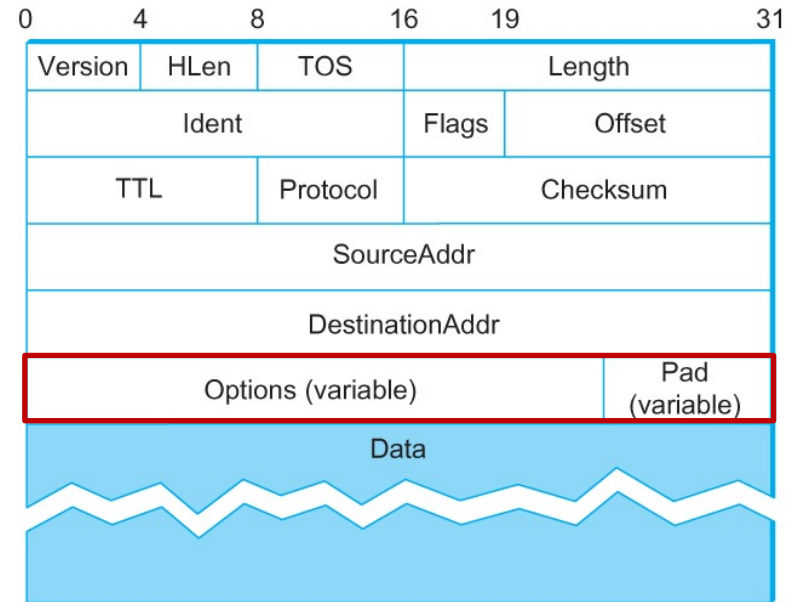 0 4 8 16 19 31
Version HLen TOS Length
Ident Flags Offset
TTL Protocol Checksum
SourceAddr
DestinationAddr
Options (variable) Pad
(variable)
Data